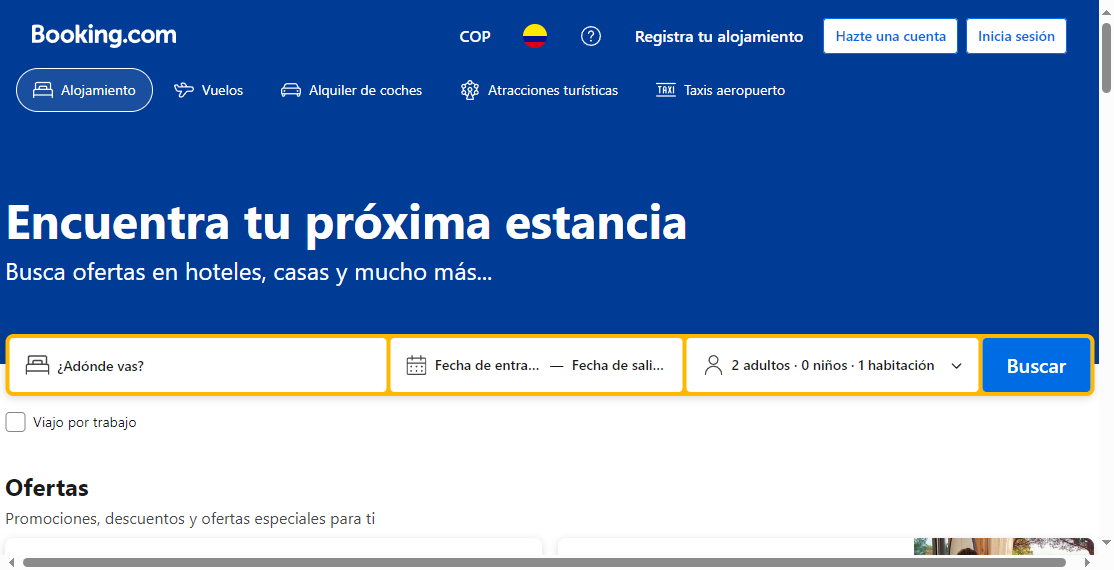 Booking.com
COP
Registra tu alojamiento
Hazte una cuenta
Inicia sesión
Alojamiento
Vuelos
Alquiler de coches
Atracciones turísticas
TAXI
Taxis aeropuerto
Encuentra tu próxima estancia
Busca ofertas en hoteles, casas y mucho más...
¿Adónde vas?
Fecha de entra... — Fecha de sali...
2 adultos · 0 niños · 1 habitación
Buscar
Viajo por trabajo
Ofertas
Promociones, descuentos y ofertas especiales para ti